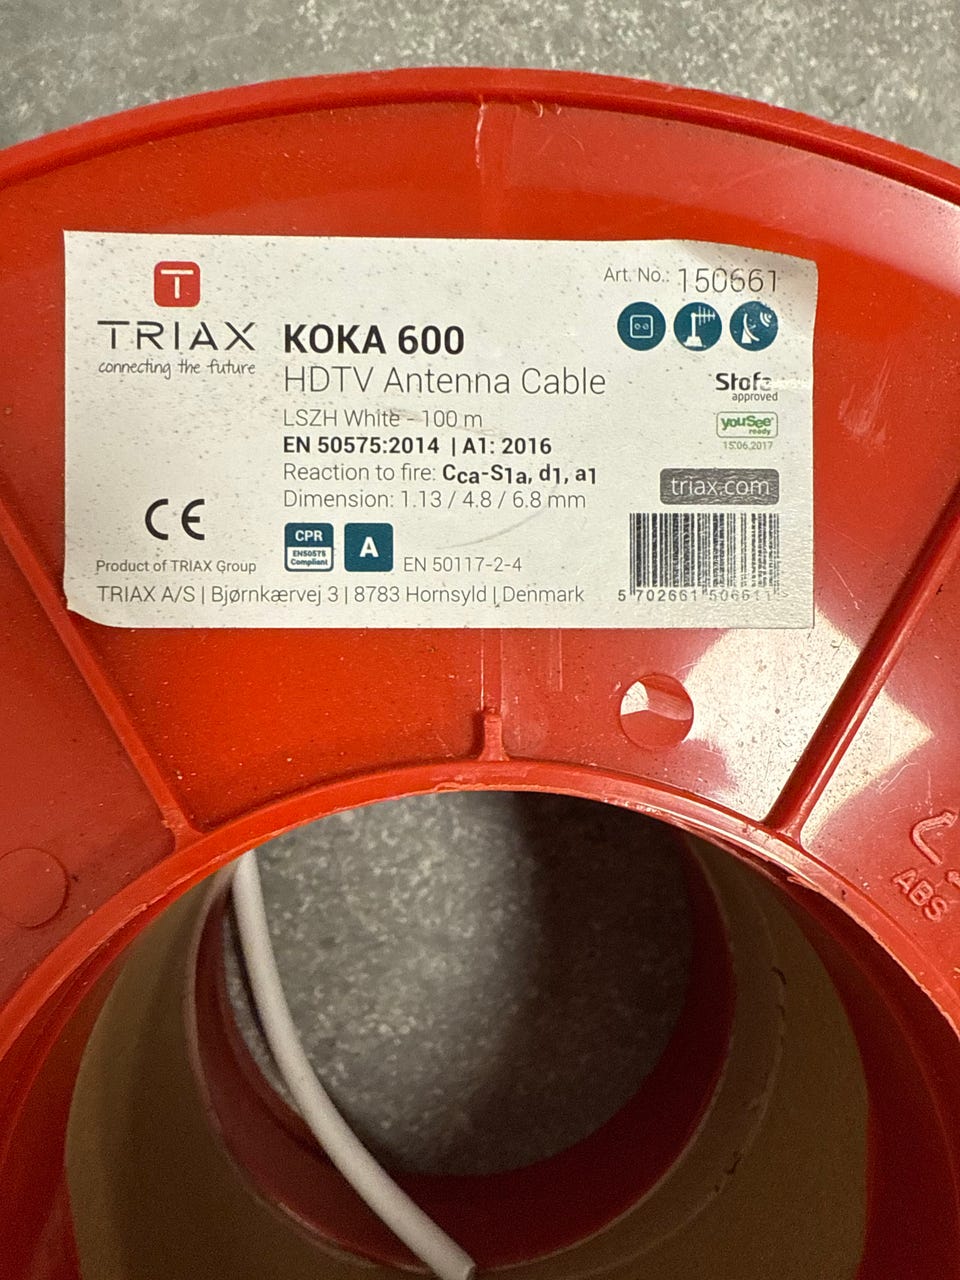 Art. No.: 150661
T
TRIAX
connecting the future
KOKA 600
HDTV Antenna Cable
LSZH White - 100 m
EN 50575:2014 | A1: 2016
Reaction to fire: Cca-S1a, d1, a1
Dimension: 1.13 / 4.8 / 6.8 mm
Stofa
approved
youSee
ready
15.06.2017
triax.com
CE
CPR
EN50575
Compliant
A
EN 50117-2-4
Product of TRIAX Group
TRIAX A/S | Bjørnkærvej 3 | 8783 Hornsyld | Denmark
5 702661 506611 >
ABS